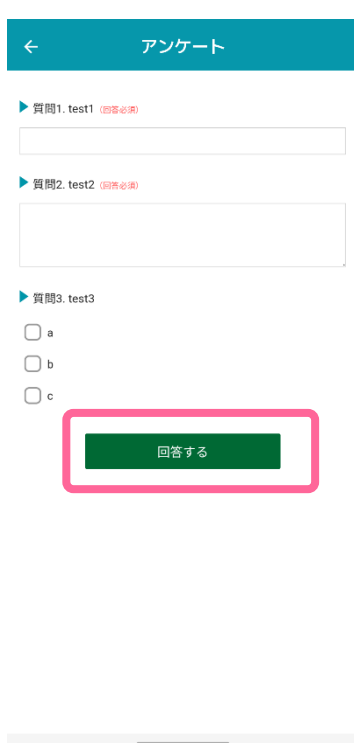 アンケート
質問1. test1 (回答必須)
質問2. test2 (回答必須)
質問3. test3
a
b
c
回答する